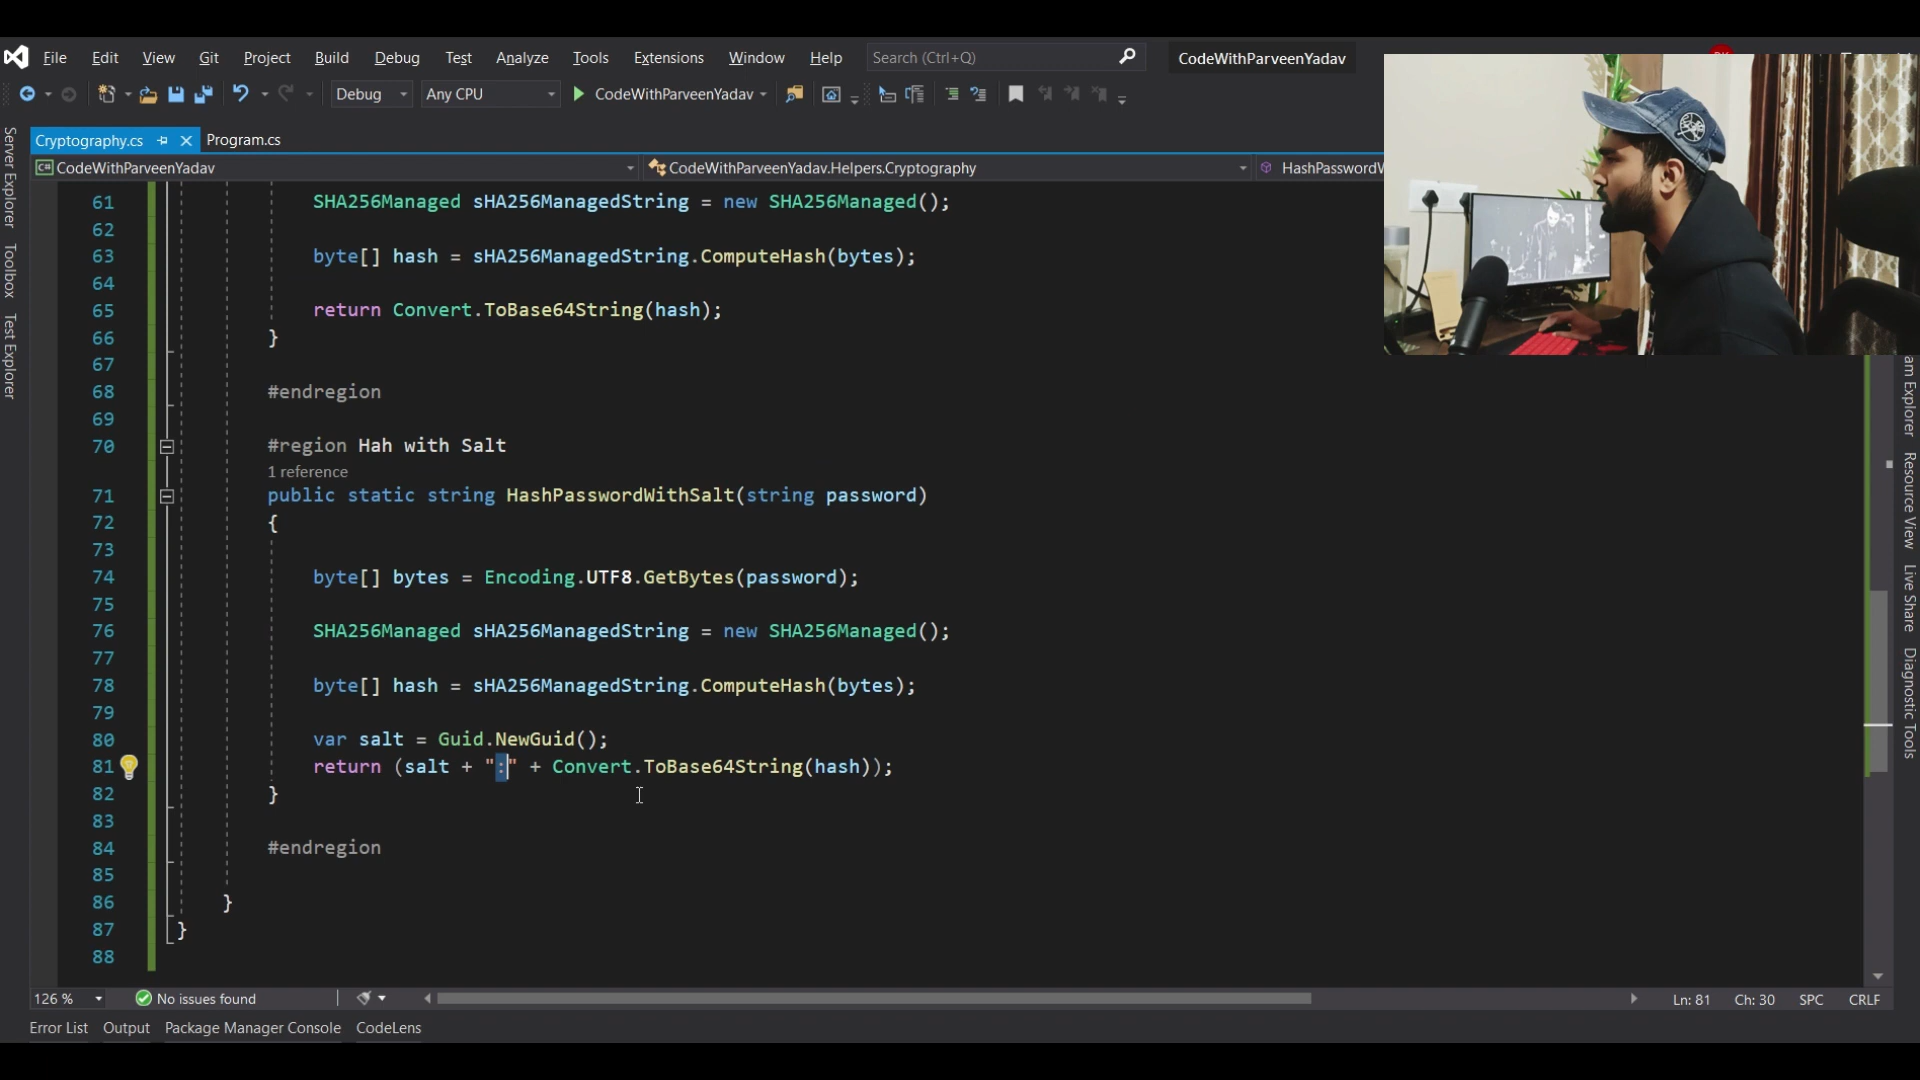 File Edit View Git Project Build Debug Test Analyze Tools Extensions Window Help Search (Ctrl+Q) CodeWithParveenYadav
Debug Any CPU CodeWithParveenYadav
Cryptography.cs Program.cs
CodeWithParveenYadav CodeWithParveenYadav.Helpers.Cryptography
Server Explorer
Toolbox
Test Explorer
61 SHA256Managed sHA256ManagedString = new SHA256Managed();
62
63 byte[] hash = sHA256ManagedString.ComputeHash(bytes);
64
65 return Convert.ToBase64String(hash);
66 }
67
68 #endregion
69
70 #region Hah with Salt
1 reference
71 public static string HashPasswordWithSalt(string password)
72 {
73
74 byte[] bytes = Encoding.UTF8.GetBytes(password);
75
76 SHA256Managed sHA256ManagedString = new SHA256Managed();
77
78 byte[] hash = sHA256ManagedString.ComputeHash(bytes);
79
80 var salt = Guid.NewGuid();
81 return (salt + ":" + Convert.ToBase64String(hash));
82 }
83
84 #endregion
85
86 }
87 }
88
Explorer
Resource View
Live Share
Diagnostic Tools
126 % No issues found Ln: 81 Ch: 30 SPC CRLF
Error List Output Package Manager Console CodeLens